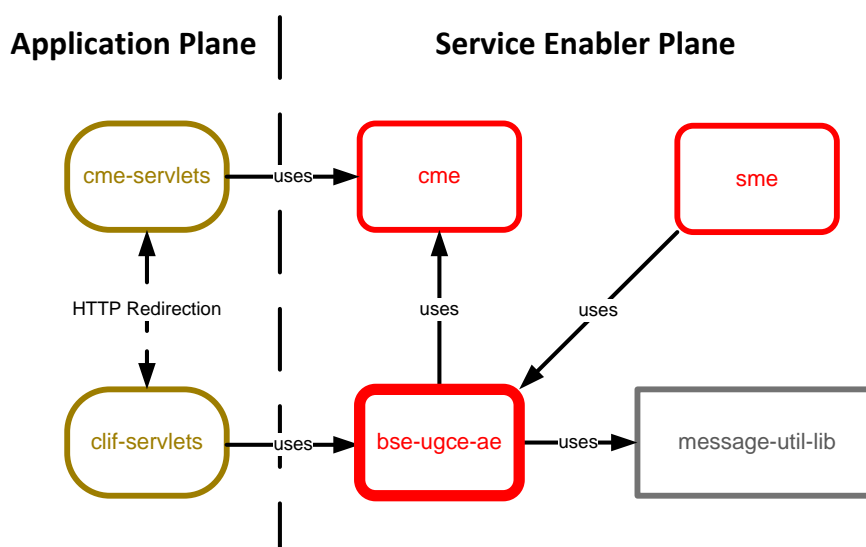 Application Plane
Service Enabler Plane
cme-servlets
uses
cme
sme
HTTP Redirection
uses
uses
clif-servlets
uses
bse-ugce-ae
uses
message-util-lib